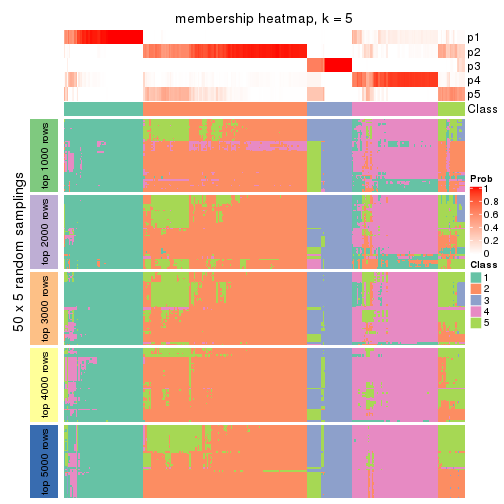 membership heatmap, k = 5
p1
p2
p3
p4
p5
Class
50 x 5 random samplings
top 1000 rows
top 2000 rows
top 3000 rows
top 4000 rows
top 5000 rows
Prob
1
0.8
0.6
0.4
0.2
0
Class
1
2
3
4
5